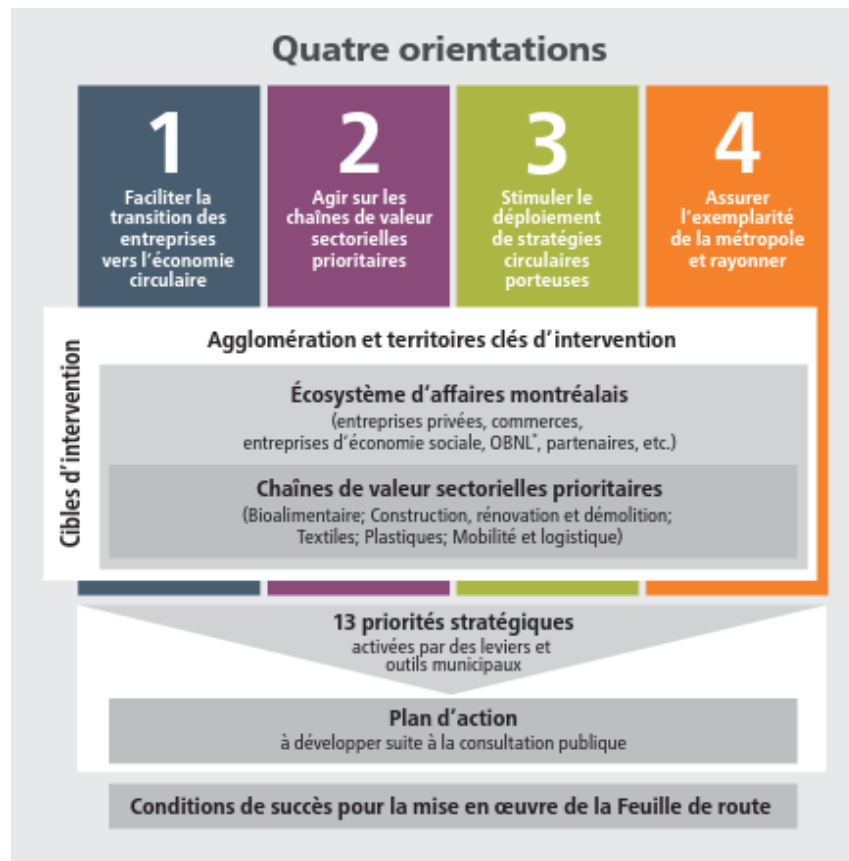 Quatre orientations
1
Faciliter la
transition des
entreprises
vers l'économie
circulaire
2
Agir sur les
chaînes de valeur
sectorielles
prioritaires
3
Stimuler le
déploiement
de stratégies
circulaires
porteuses
4
Assurer
l'exemplarité
de la métropole
et rayonner
Cibles d'intervention
Agglomération et territoires clés d'intervention
Écosystème d'affaires montréalais
(entreprises privées, commerces,
entreprises d'économie sociale, OBNL*, partenaires, etc.)
Chaînes de valeur sectorielles prioritaires
(Bioalimentaire; Construction, rénovation et démolition;
Textiles; Plastiques; Mobilité et logistique)
13 priorités stratégiques
activées par des leviers et
outils municipaux
Plan d'action
à développer suite à la consultation publique
Conditions de succès pour la mise en œuvre de la Feuille de route